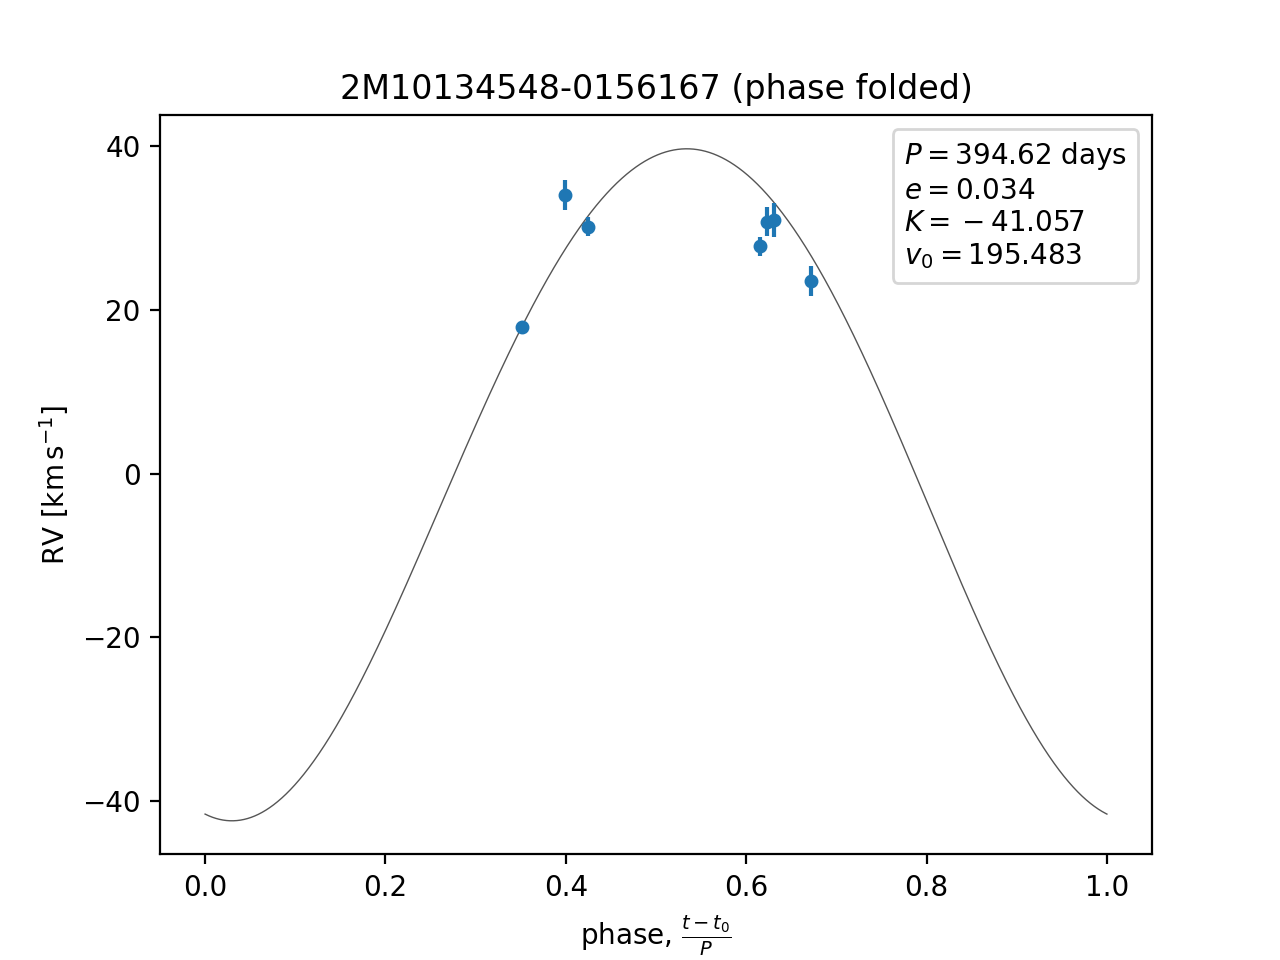 2M10134548-0156167 (phase folded)
P = 394.62 days
e = 0.034
K = −41.057
v₀ = 195.483
RV [km s⁻¹]
40
20
0
−20
−40
0.0 0.2 0.4 0.6 0.8 1.0
phase, (t − t₀)/P